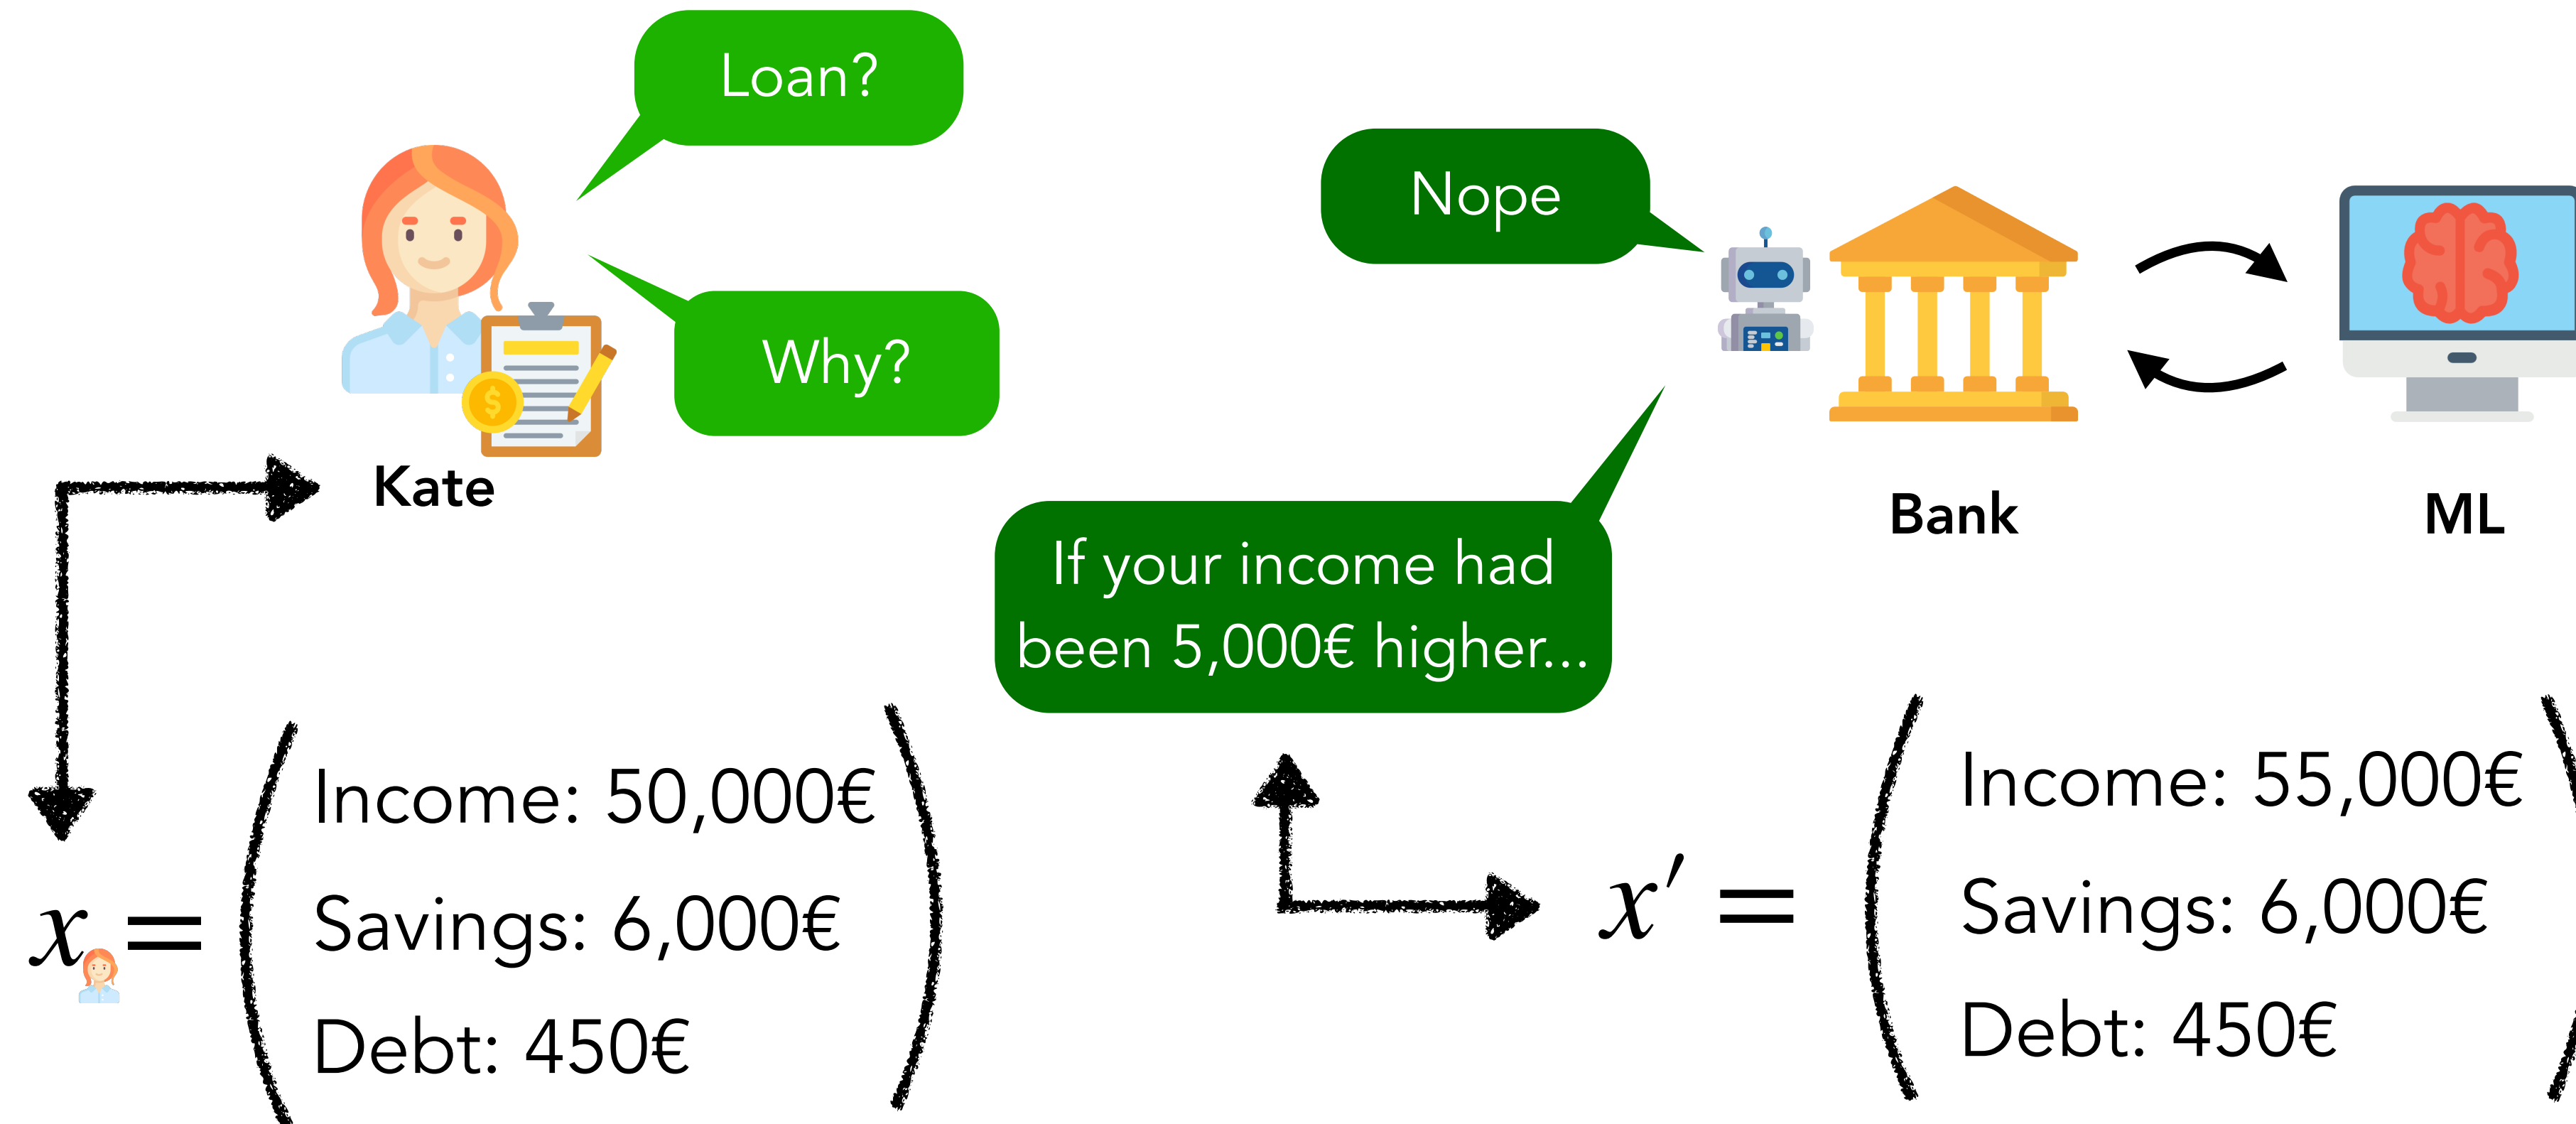 Loan?
Nope
Why?
Kate
Bank
ML
If your income had
been 5,000€ higher...
x =
Income: 50,000€
Savings: 6,000€
Debt: 450€
x′ =
Income: 55,000€
Savings: 6,000€
Debt: 450€